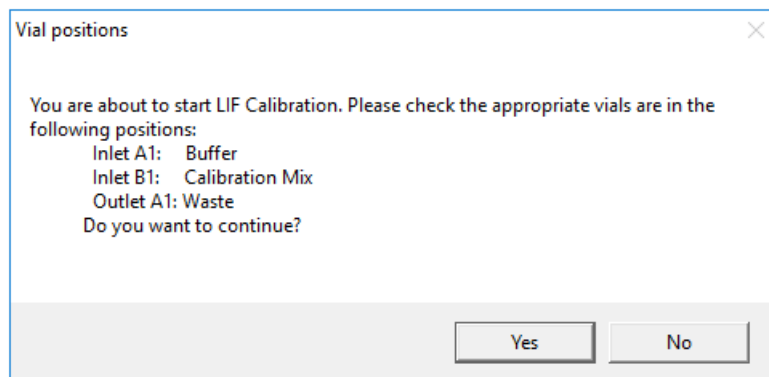 Vial positions
You are about to start LIF Calibration. Please check the appropriate vials are in the
following positions:
Inlet A1: Buffer
Inlet B1: Calibration Mix
Outlet A1: Waste
Do you want to continue?
Yes
No